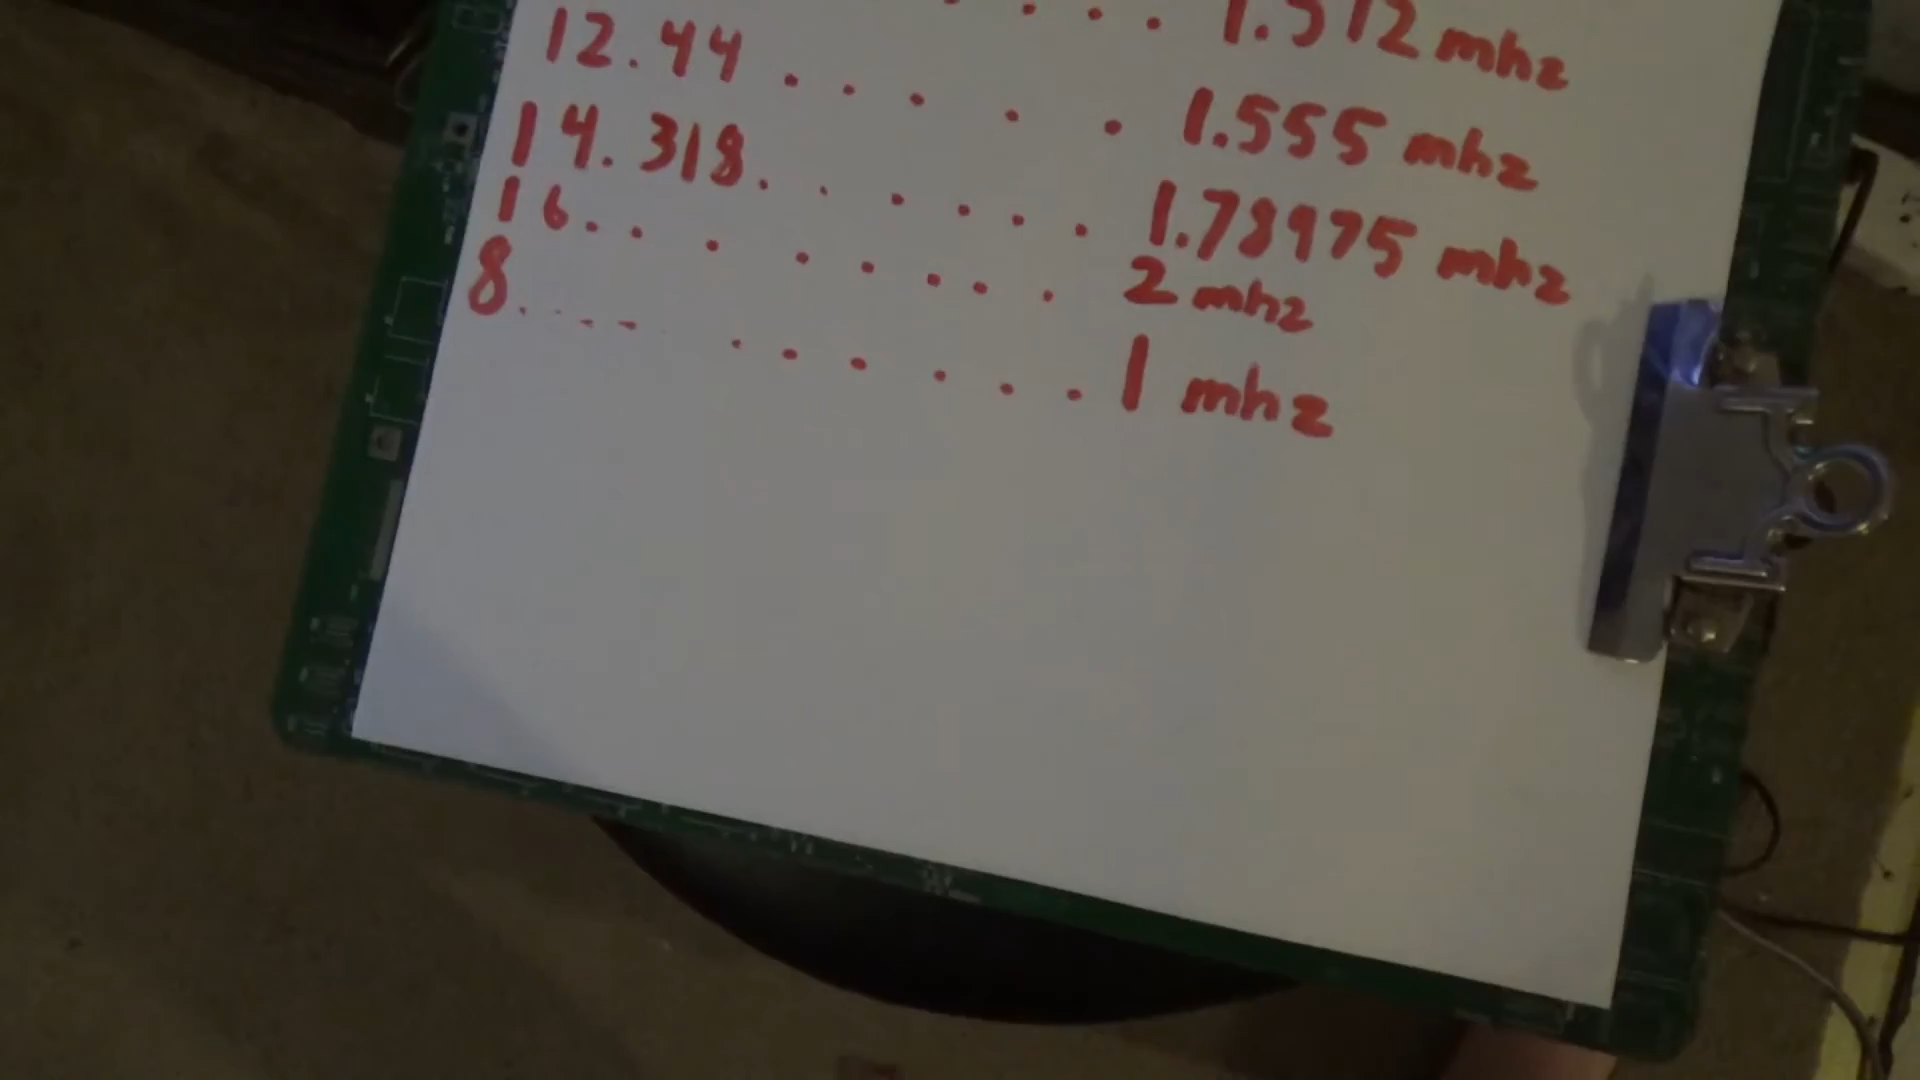 . . . . 1.512 mhz
12.44 . . . . . 1.555 mhz
14.318 . . . . . . 1.78975 mhz
16 . . . . . . . . 2 mhz
8 . . . . . . . . . . 1 mhz